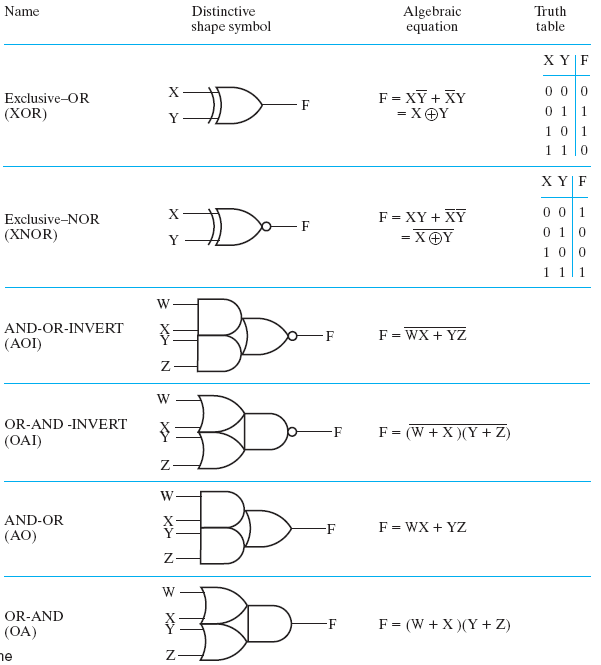 Name Distinctive shape symbol Algebraic equation Truth table
Exclusive–OR
(XOR)
X
Y
F
F = XY̅ + X̅Y
= X ⊕ Y
X Y F
0 0 0
0 1 1
1 0 1
1 1 0
Exclusive–NOR
(XNOR)
X
Y
F
F = XY + X̅Y̅
= X̅ ⊕̅ Y̅
X Y F
0 0 1
0 1 0
1 0 0
1 1 1
AND-OR-INVERT
(AOI)
W
X
Y
Z
F
F = W̅X̅ ̅+̅ ̅Y̅Z̅
OR-AND -INVERT
(OAI)
W
X
Y
Z
F
F = (̅W̅ ̅+̅ ̅X̅ ̅)̅(̅Y̅ ̅+̅ ̅Z̅)̅
AND-OR
(AO)
W
X
Y
Z
F
F = WX + YZ
OR-AND
(OA)
W
X
Y
Z
F
F = (W + X )(Y + Z)
ne